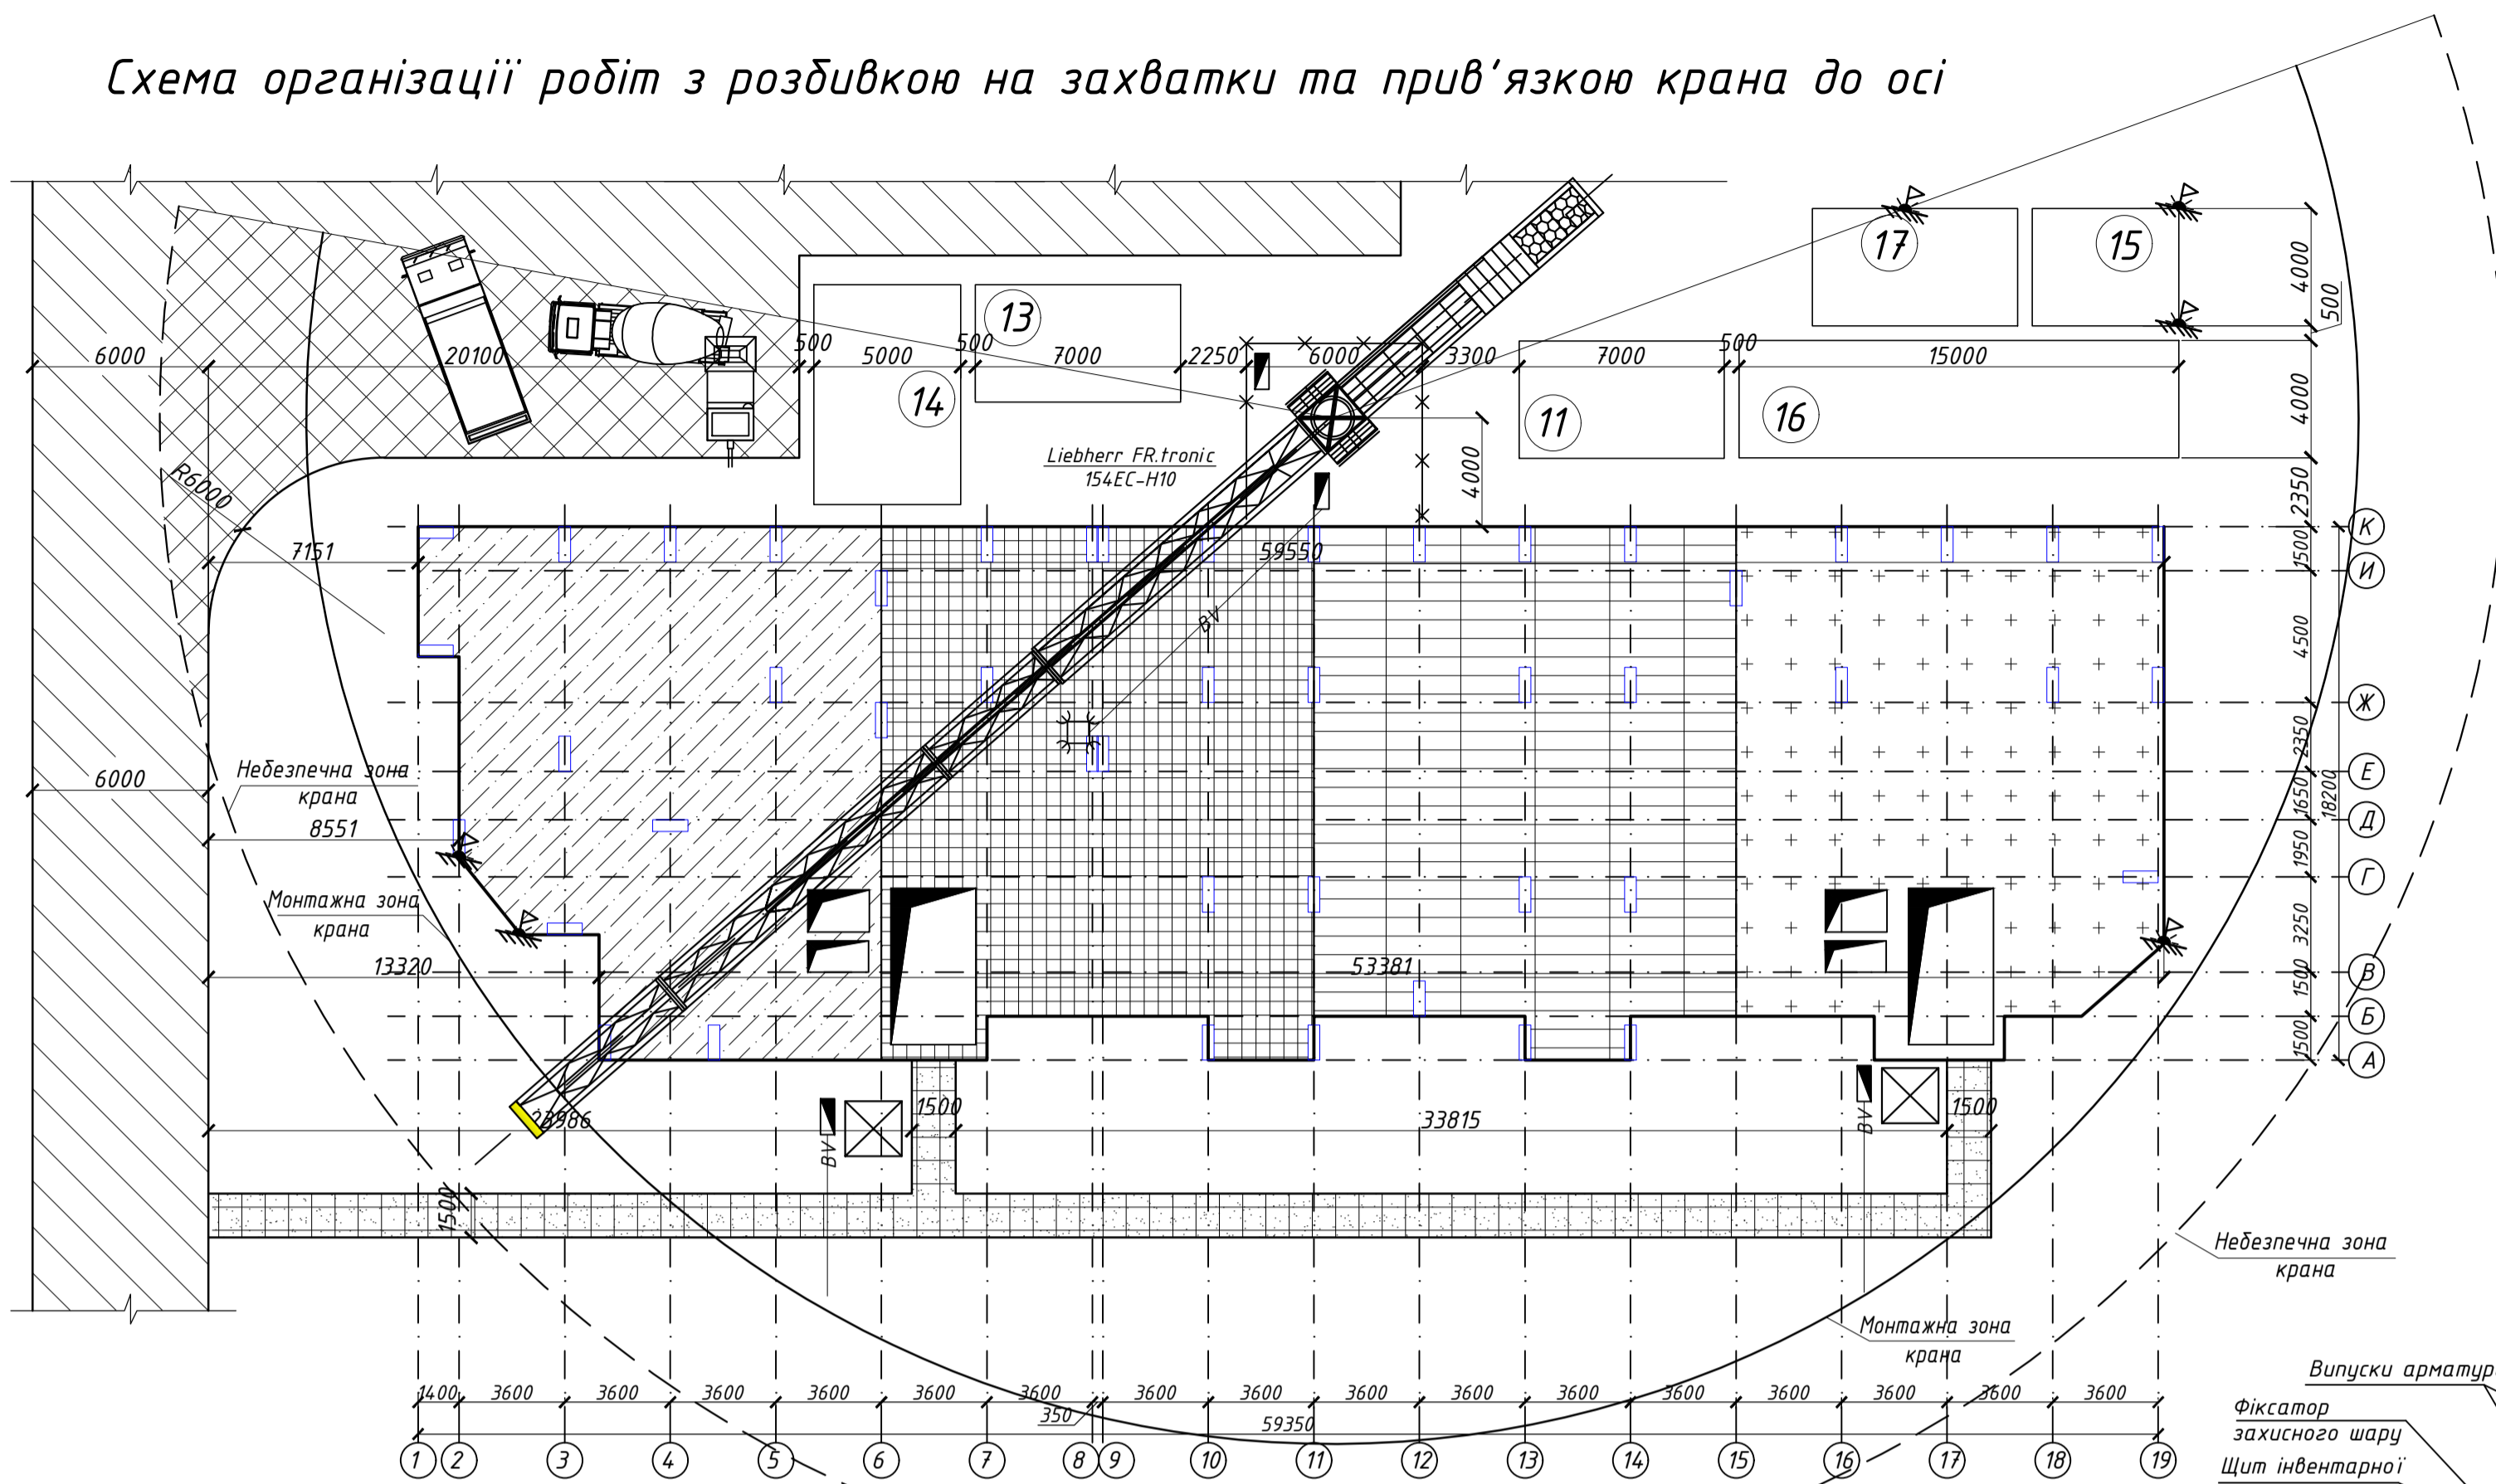 Схема організації робіт з розбивкою на захватки та прив'язкою крана до осі
17
15
4000
500
13
6000
20100
500
5000
500
7000
2250
6000
3300
7000
500
15000
14
11
16
4000
Liebherr FR.tronic
154EC-H10
4000
R6000
2350
К
7151
59550
1500
И
BV
4500
Ж
2350
6000
Небезпечна зона
крана
Е
1650
18200
8551
Д
1950
Г
Монтажна зона
крана
3250
13320
53381
В
1500
Б
1500
А
23986
1500
33815
1500
BV
BV
1500
Небезпечна зона
крана
Монтажна зона
крана
Випуски арматур
1400 3600 3600 3600 3600 3600 3600 3600 3600 3600 3600 3600 3600 3600 3600 3600 3600
350
59350
Фіксатор
захисного шару
Щит інвентарної
1 2 3 4 5 6 7 8 9 10 11 12 13 14 15 16 17 18 19